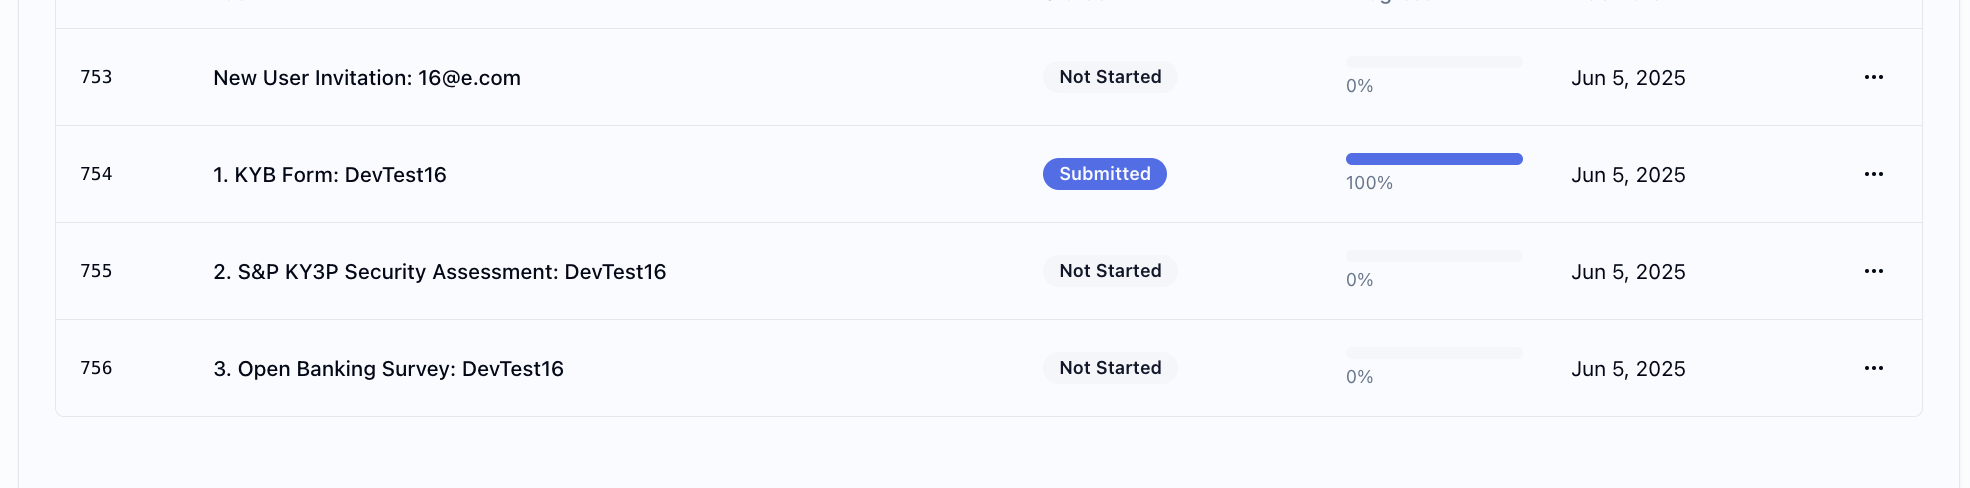 753 New User Invitation: 16@e.com Not Started 0% Jun 5, 2025
754 1. KYB Form: DevTest16 Submitted 100% Jun 5, 2025
755 2. S&P KY3P Security Assessment: DevTest16 Not Started 0% Jun 5, 2025
756 3. Open Banking Survey: DevTest16 Not Started 0% Jun 5, 2025